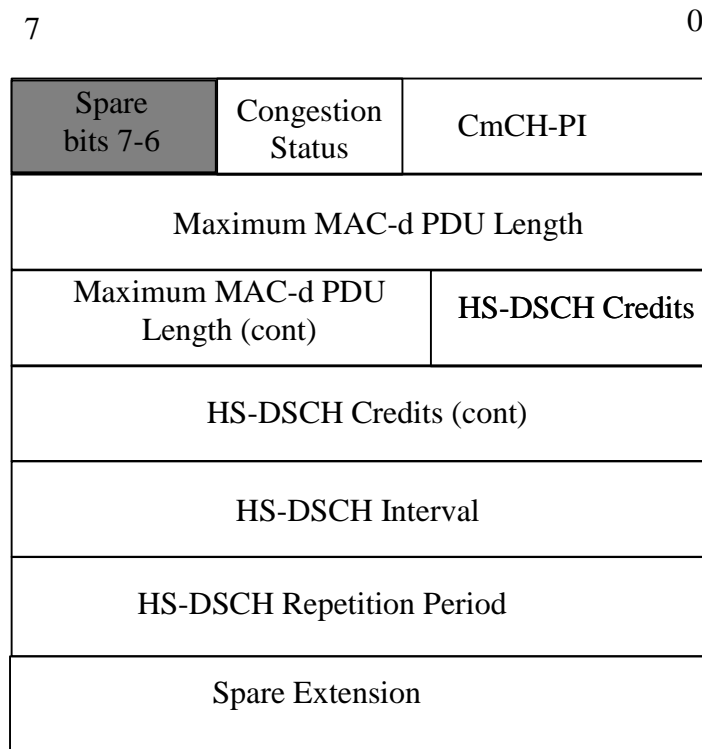 7
0
Spare
bits 7-6
Congestion
Status
CmCH-PI
Maximum MAC-d PDU Length
Maximum MAC-d PDU
Length (cont)
HS-DSCH Credits
HS-DSCH Credits (cont)
HS-DSCH Interval
HS-DSCH Repetition Period
Spare Extension